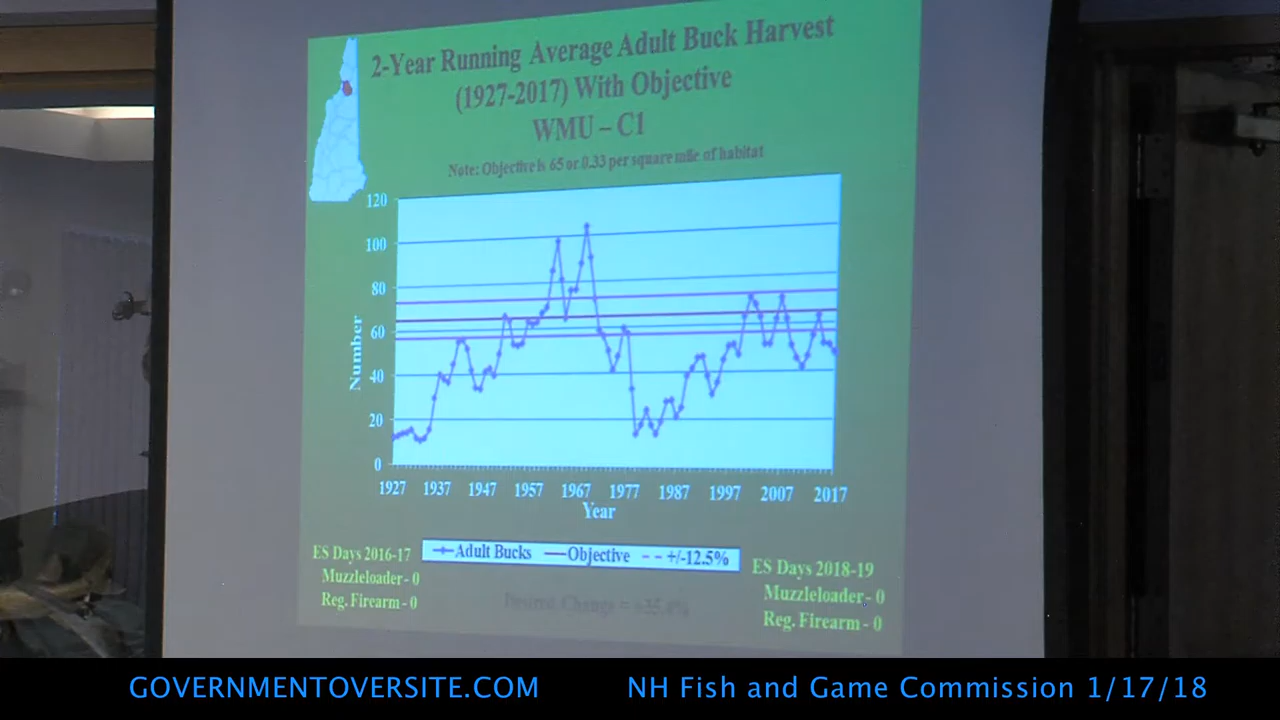 2-Year Running Average Adult Buck Harvest
(1927-2017) With Objective
WMU – C1
Note: Objective is 65 or 0.33 per square mile of habitat
120
100
80
60
40
20
0
Number
1927 1937 1947 1957 1967 1977 1987 1997 2007 2017
Year
Adult Bucks Objective +/-12.5%
ES Days 2016-17
Muzzleloader- 0
Reg. Firearm - 0
Desired Change =
ES Days 2018-19
Muzzleloader- 0
Reg. Firearm - 0
GOVERNMENTOVERSITE.COM NH Fish and Game Commission 1/17/18